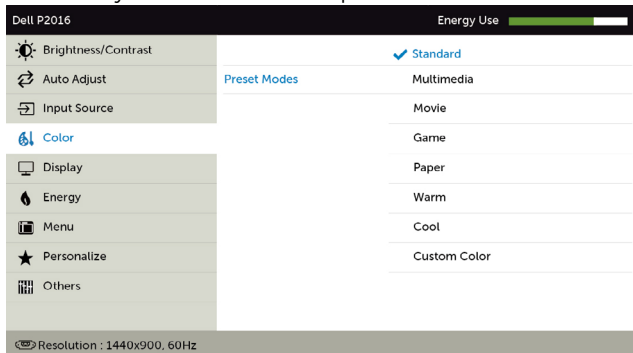 Dell P2016
Energy Use
Brightness/Contrast
Auto Adjust
Input Source
Color
Display
Energy
Menu
Personalize
Others
Preset Modes
Standard
Multimedia
Movie
Game
Paper
Warm
Cool
Custom Color
Resolution : 1440x900, 60Hz